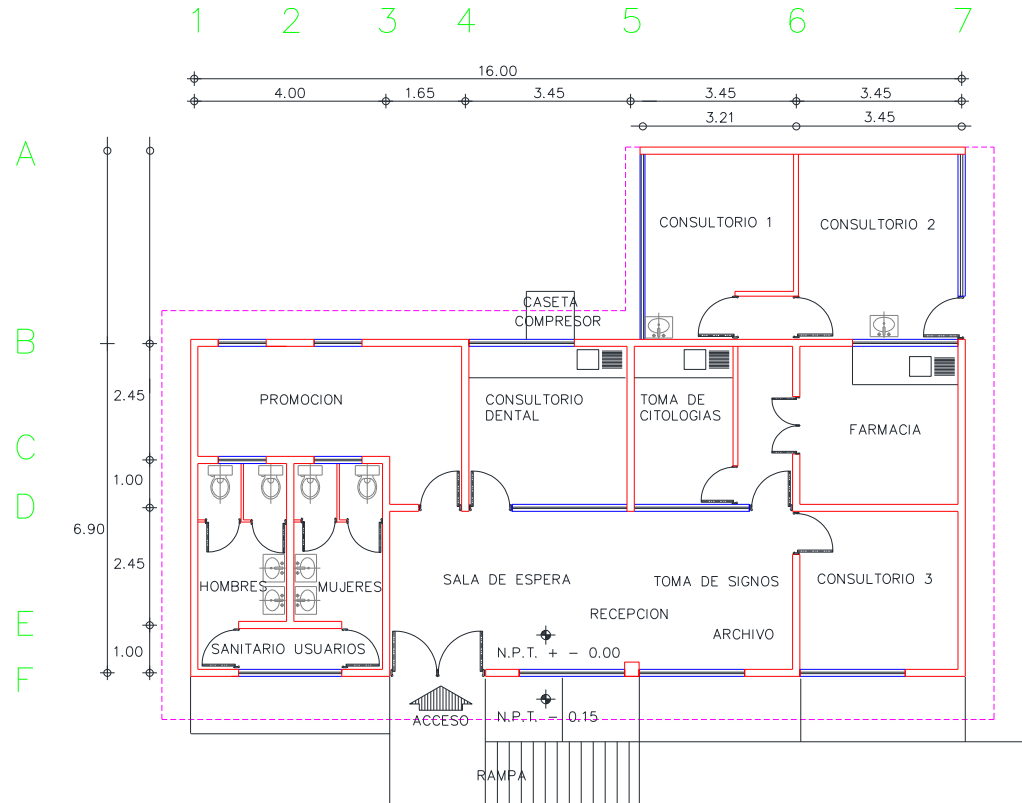 1 2 3 4 5 6 7
16.00
4.00 1.65 3.45 3.45 3.45
3.21 3.45
A
CONSULTORIO 1
CONSULTORIO 2
CASETA
COMPRESOR
B
2.45
PROMOCION
CONSULTORIO
DENTAL
TOMA DE
CITOLOGIAS
FARMACIA
C
1.00
D
6.90
2.45
HOMBRES
MUJERES
SALA DE ESPERA
TOMA DE SIGNOS
CONSULTORIO 3
RECEPCION
E
ARCHIVO
1.00
SANITARIO USUARIOS
N.P.T. + - 0.00
F
ACCESO
N.P.T. - 0.15
RAMPA